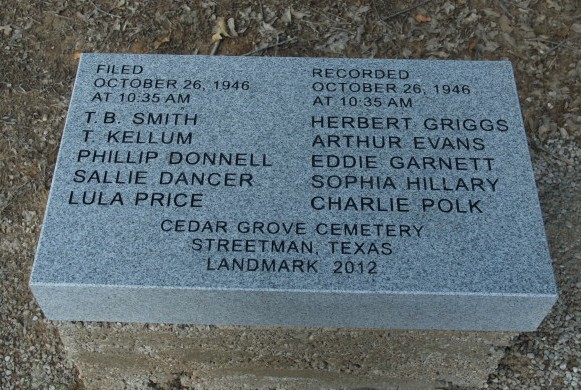 FILED
OCTOBER 26, 1946
AT 10:35 AM
T.B. SMITH
T. KELLUM
PHILLIP DONNELL
SALLIE DANCER
LULA PRICE
RECORDED
OCTOBER 26, 1946
AT 10:35 AM
HERBERT GRIGGS
ARTHUR EVANS
EDDIE GARNETT
SOPHIA HILLARY
CHARLIE POLK
CEDAR GROVE CEMETERY
STREETMAN, TEXAS
LANDMARK 2012